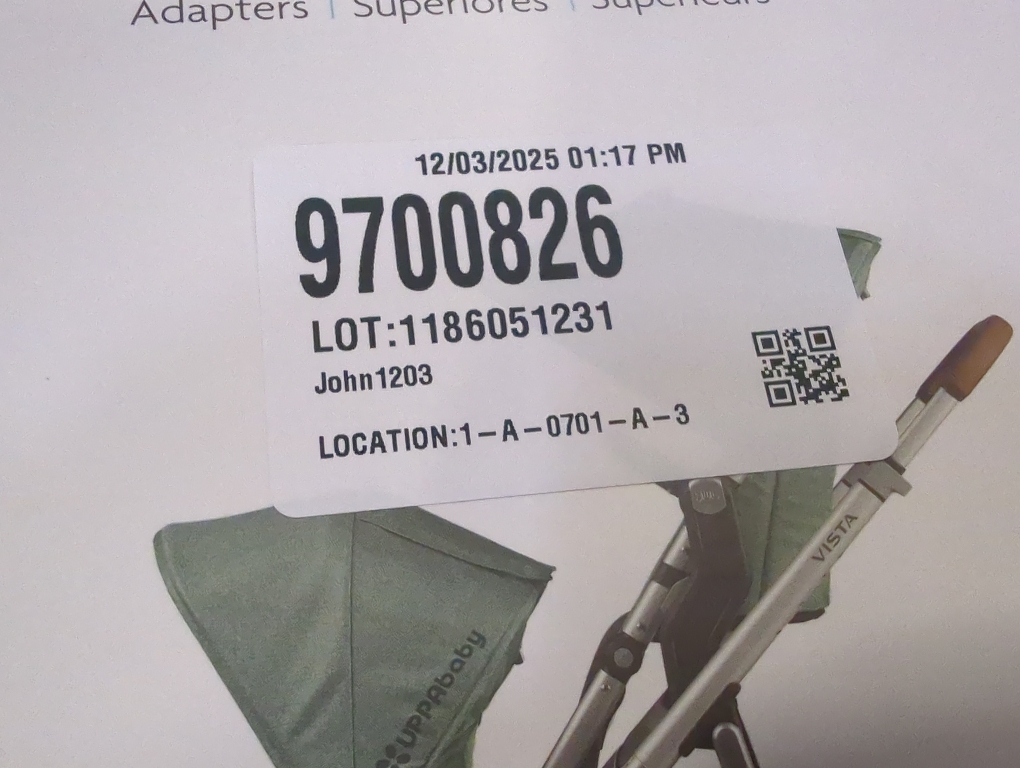 Adapters | Superiores | Supérieurs
12/03/2025 01:17 PM
9700826
LOT:1186051231
John1203
LOCATION:1-A-0701-A-3
VISTA
UPPAbaby